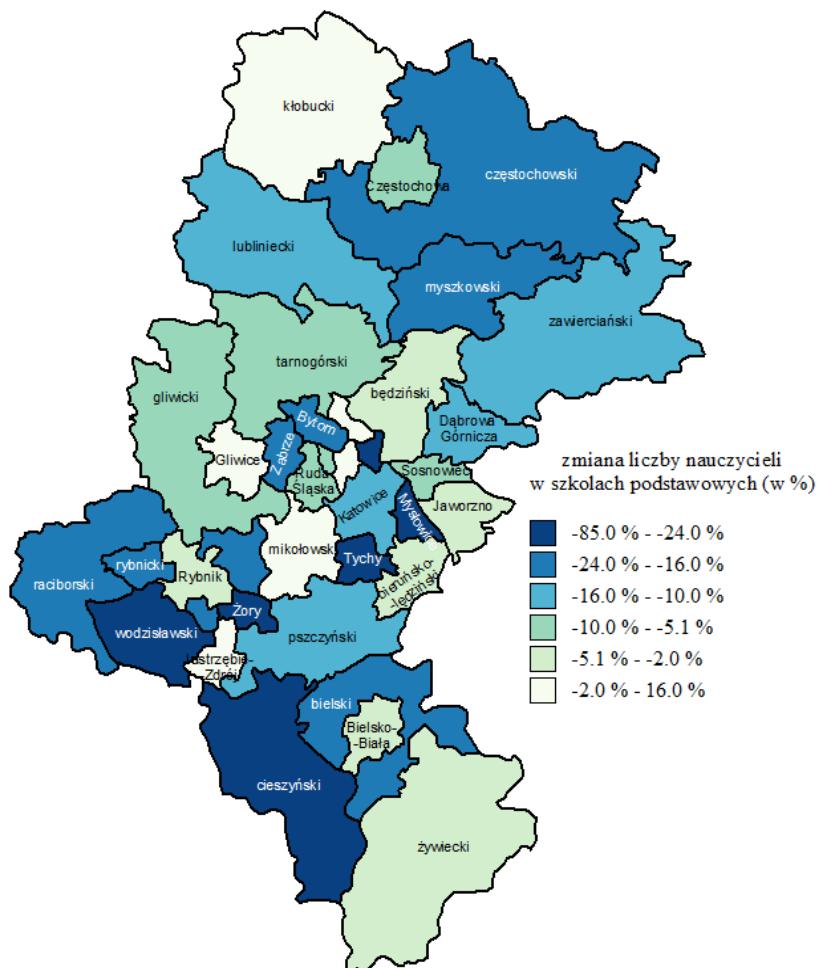 kłobucki
Częstochowa
częstochowski
lubliniecki
myszkowski
zawierciański
tarnogórski
będziński
gliwicki
Bytom
Dąbrowa
Górnicza
Zabrze
Gliwice
Ruda
Śląska
Sosnowiec
zmiana liczby nauczycieli
w szkolach podstawowych (w %)
Katowice
Mysłowice
Jaworzno
-85.0 % - -24.0 %
mikołowski
Tychy
rybnicki
Rybnik
raciborski
bieruńsko-
-lędziński
-24.0 % - -16.0 %
Żory
-16.0 % - -10.0 %
wodzisławski
pszczyński
-10.0 % - -5.1 %
Jastrzębie-
-Zdrój
-5.1 % - -2.0 %
-2.0 % - 16.0 %
bielski
Bielsko-
-Biała
cieszyński
żywiecki